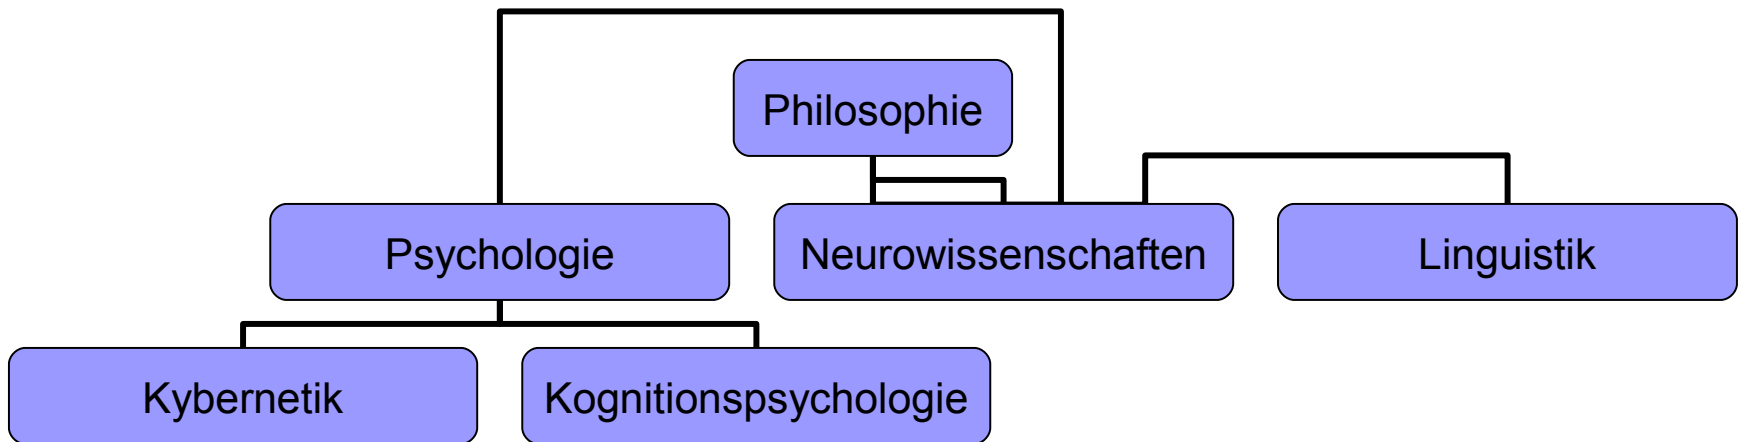 Philosophie
Psychologie
Neurowissenschaften
Linguistik
Kybernetik
Kognitionspsychologie